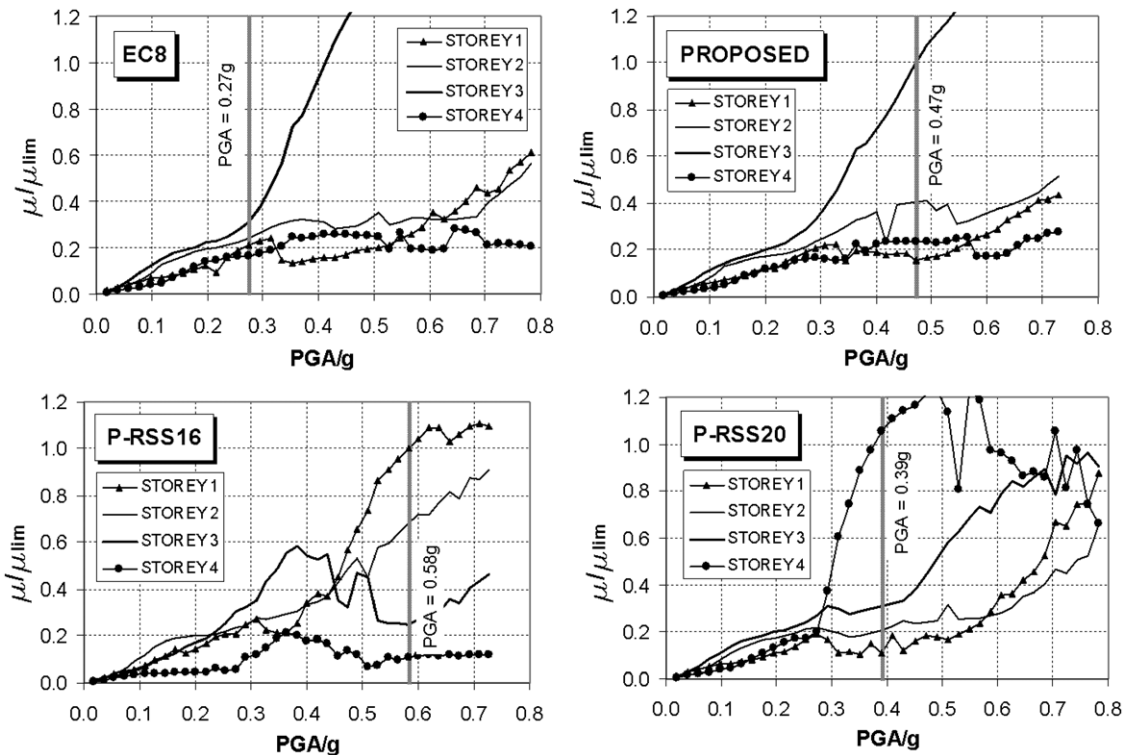 EC8
μ/μlim
1.2
1.0
0.8
0.6
0.4
0.2
0.0
STOREY1
STOREY2
STOREY3
STOREY4
PGA = 0.27g
0.0 0.1 0.2 0.3 0.4 0.5 0.6 0.7 0.8
PGA/g
PROPOSED
μ/μlim
1.2
1.0
0.8
0.6
0.4
0.2
0.0
STOREY1
STOREY2
STOREY3
STOREY4
PGA = 0.47g
0.0 0.1 0.2 0.3 0.4 0.5 0.6 0.7 0.8
PGA/g
P-RSS16
μ/μlim
1.2
1.0
0.8
0.6
0.4
0.2
0.0
STOREY1
STOREY2
STOREY3
STOREY4
PGA = 0.58g
0.0 0.1 0.2 0.3 0.4 0.5 0.6 0.7 0.8
PGA/g
P-RSS20
μ/μlim
1.2
1.0
0.8
0.6
0.4
0.2
0.0
STOREY1
STOREY2
STOREY3
STOREY4
PGA = 0.39g
0.0 0.1 0.2 0.3 0.4 0.5 0.6 0.7 0.8
PGA/g